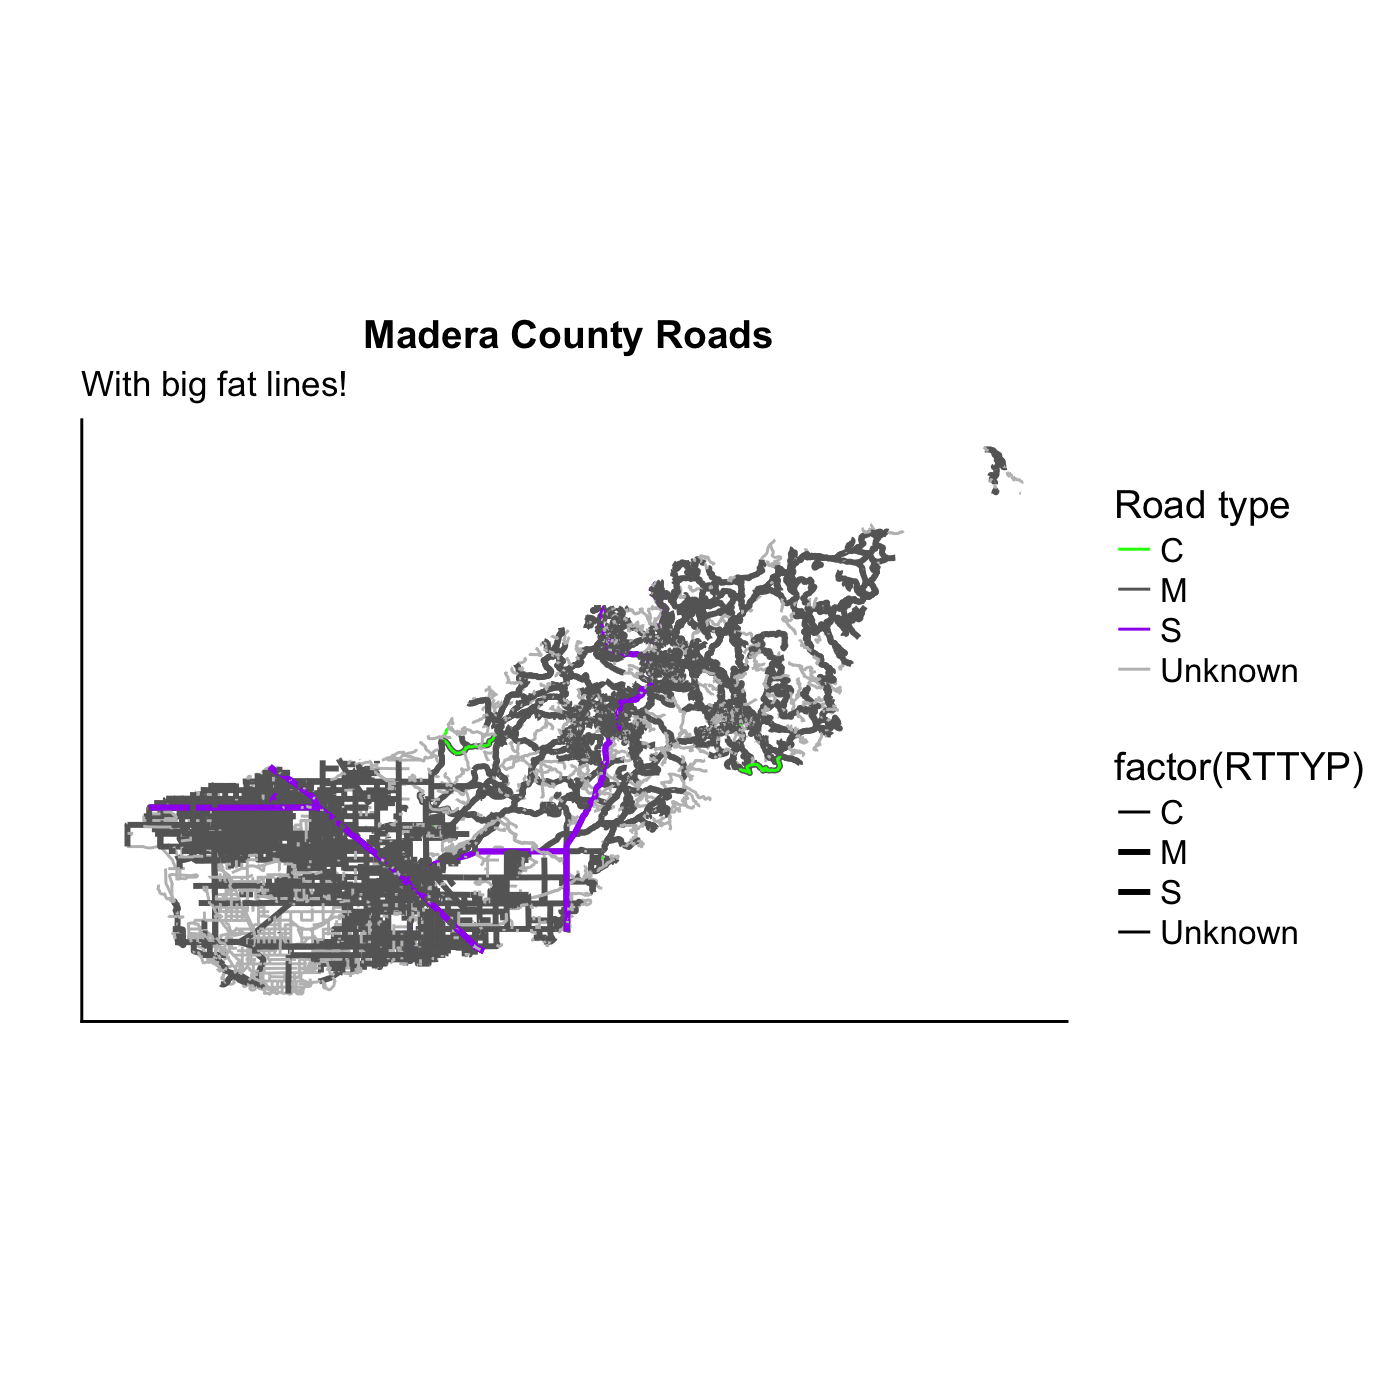 Madera County Roads
With big fat lines!
Road type
C
M
S
Unknown
factor(RTTYP)
C
M
S
Unknown